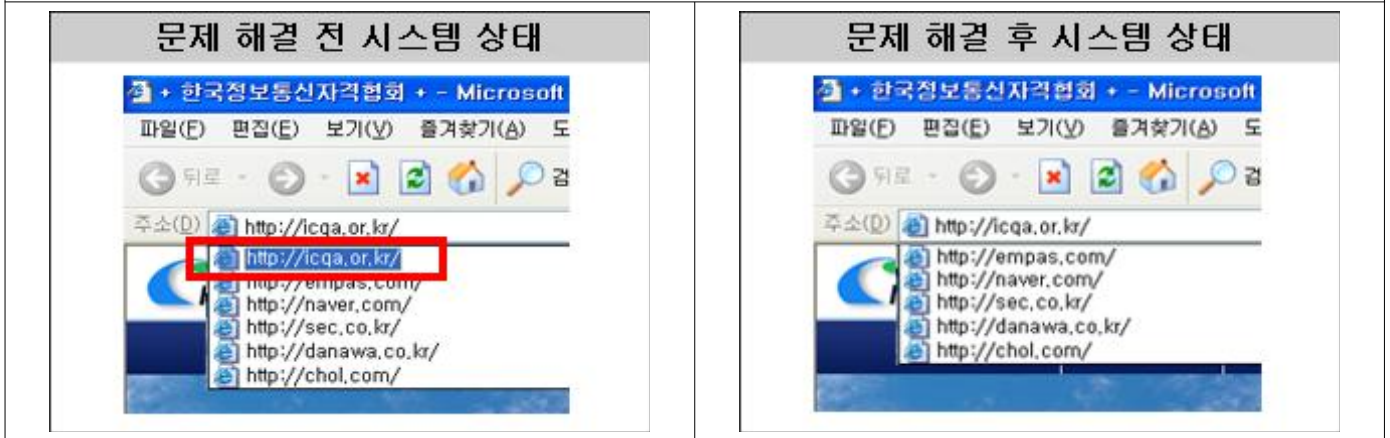 문제 해결 전 시스템 상태
+ 한국정보통신자격협회 + - Microsoft
파일(F) 편집(E) 보기(V) 즐겨찾기(A) 도
뒤로 검
주소(D) http://icqa.or.kr/
http://icqa.or.kr/
http://empas.com/
http://naver.com/
http://sec.co.kr/
http://danawa.co.kr/
http://chol.com/
문제 해결 후 시스템 상태
+ 한국정보통신자격협회 + - Microsoft
파일(F) 편집(E) 보기(V) 즐겨찾기(A) 도
뒤로 검
주소(D) http://icqa.or.kr/
http://empas.com/
http://naver.com/
http://sec.co.kr/
http://danawa.co.kr/
http://chol.com/